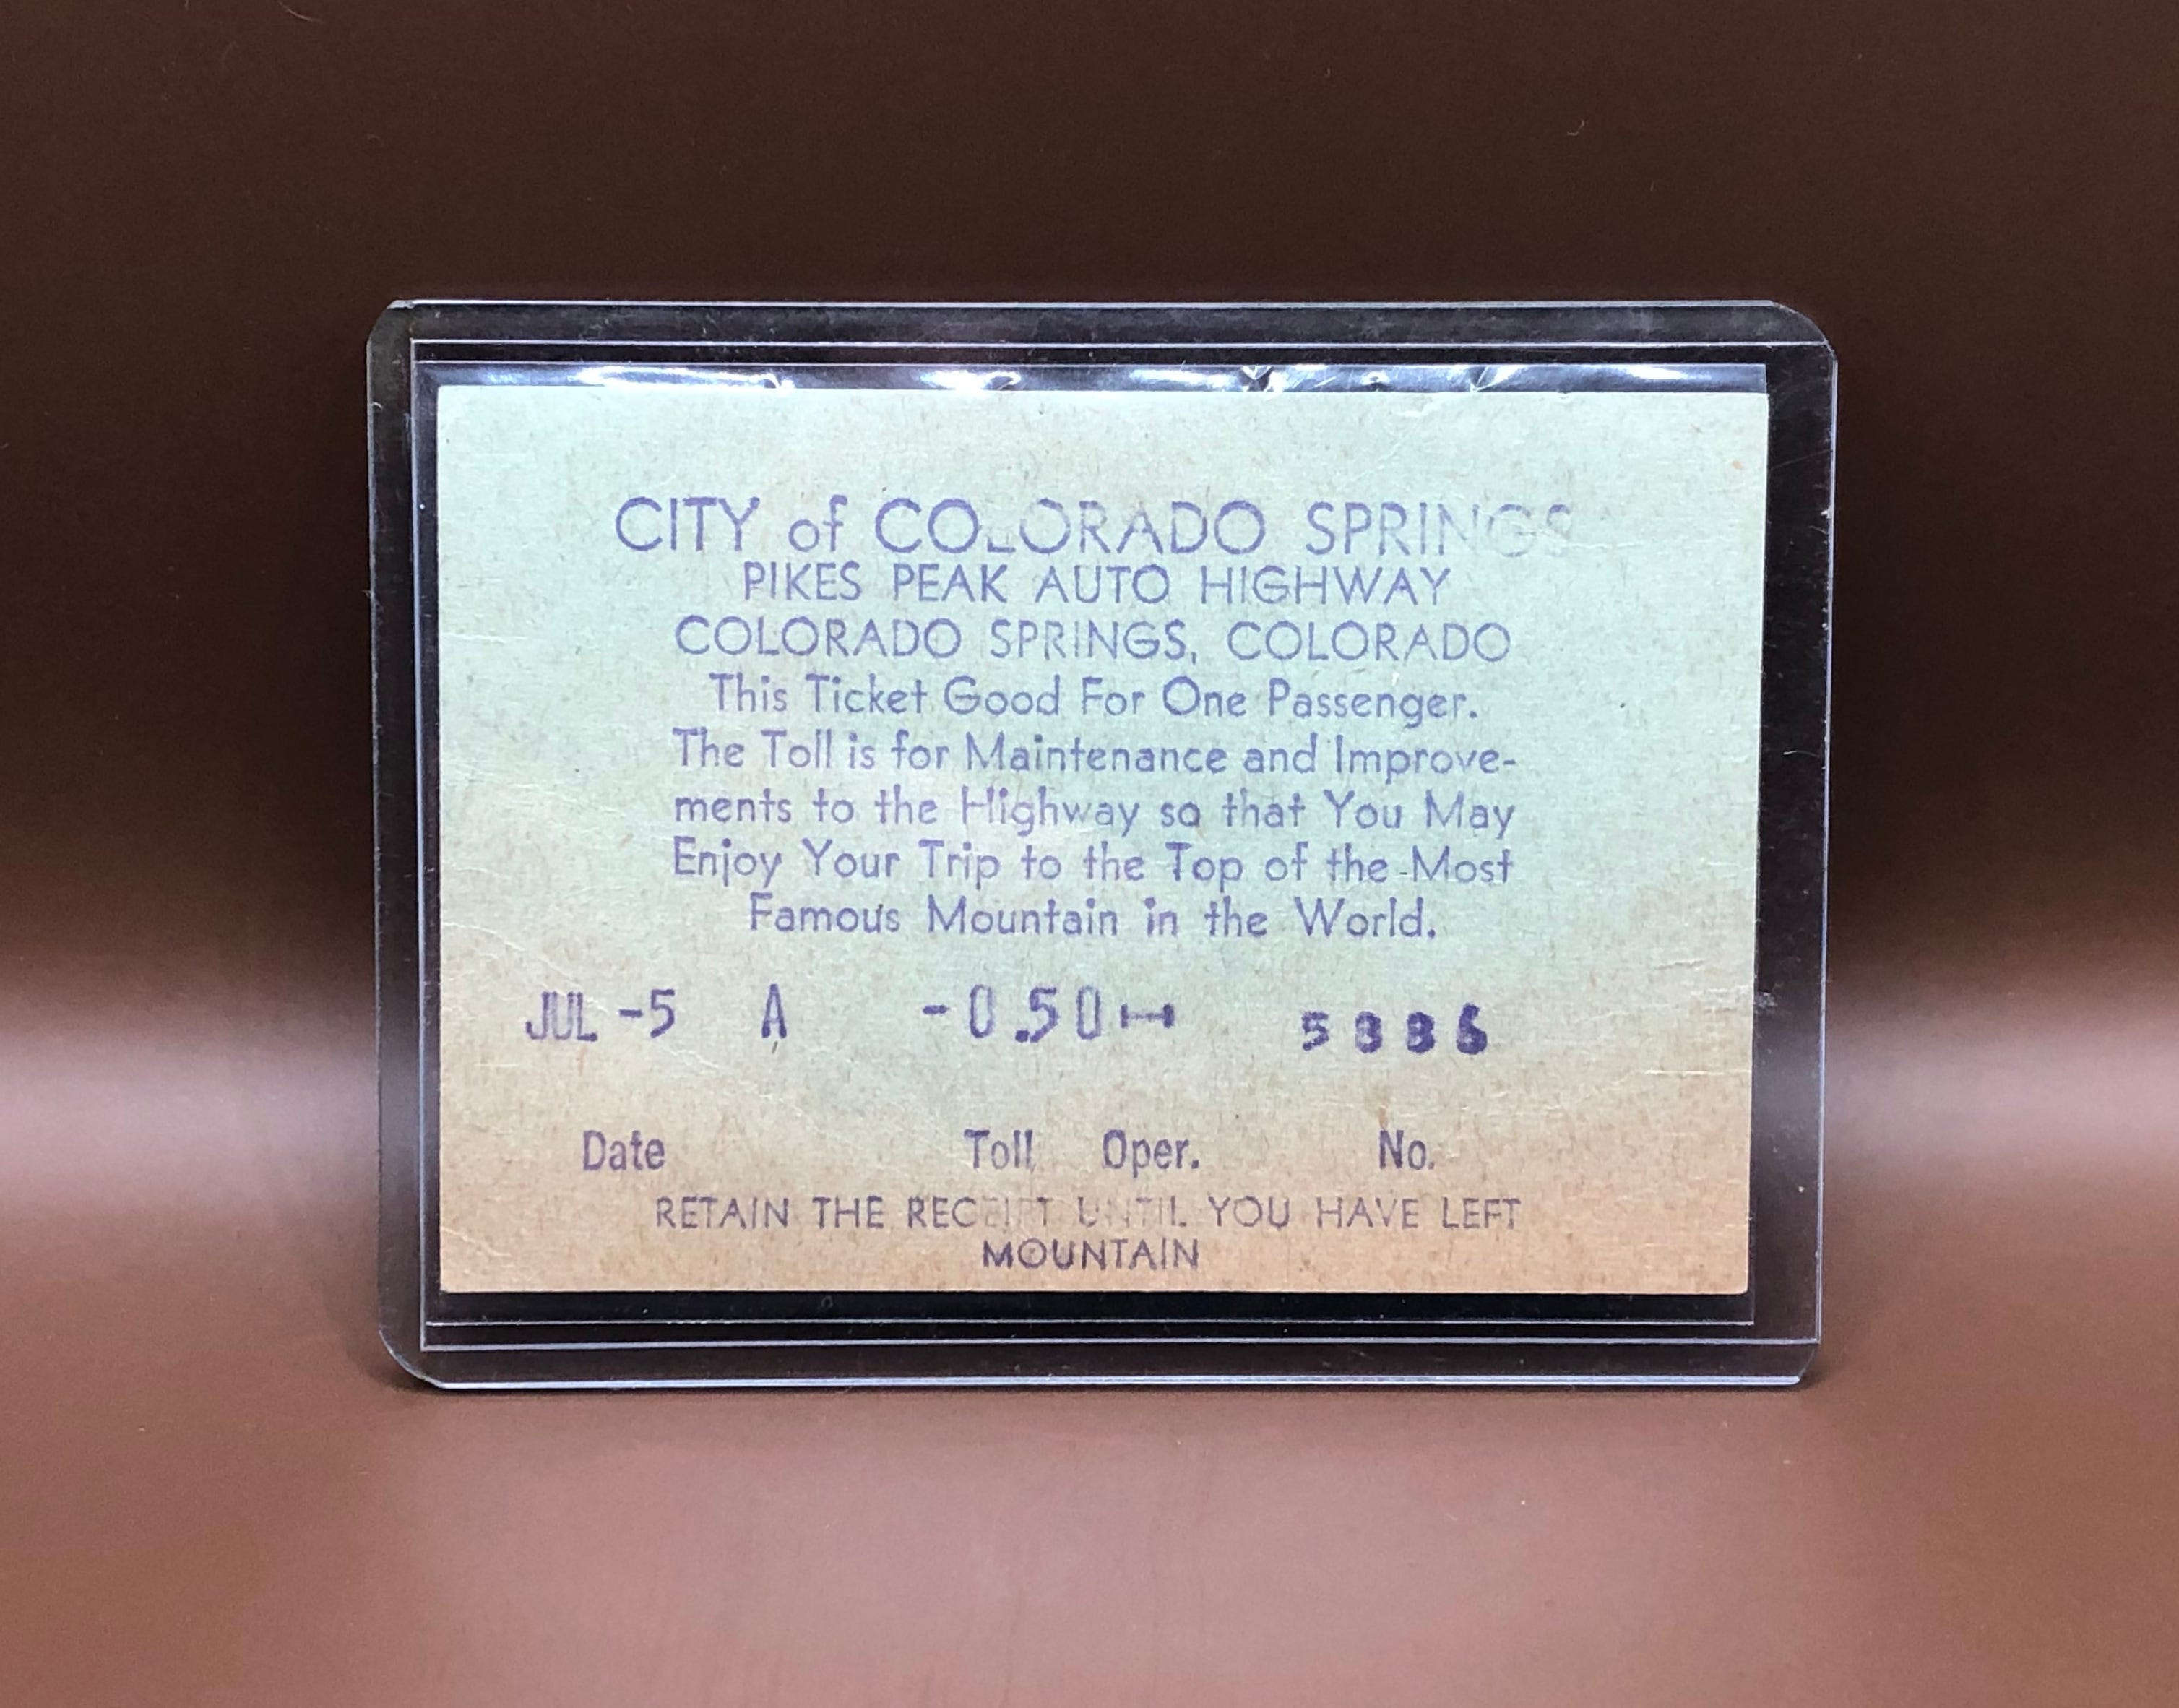 CITY of COLORADO SPRINGS
PIKES PEAK AUTO HIGHWAY
COLORADO SPRINGS, COLORADO
This Ticket Good For One Passenger.
The Toll is for Maintenance and Improve-
ments to the Highway so that You May
Enjoy Your Trip to the Top of the Most
Famous Mountain in the World.
JUL -5 A -0.50
Date Toll Oper. No.
RETAIN THE RECEIPT UNTIL YOU HAVE LEFT
MOUNTAIN